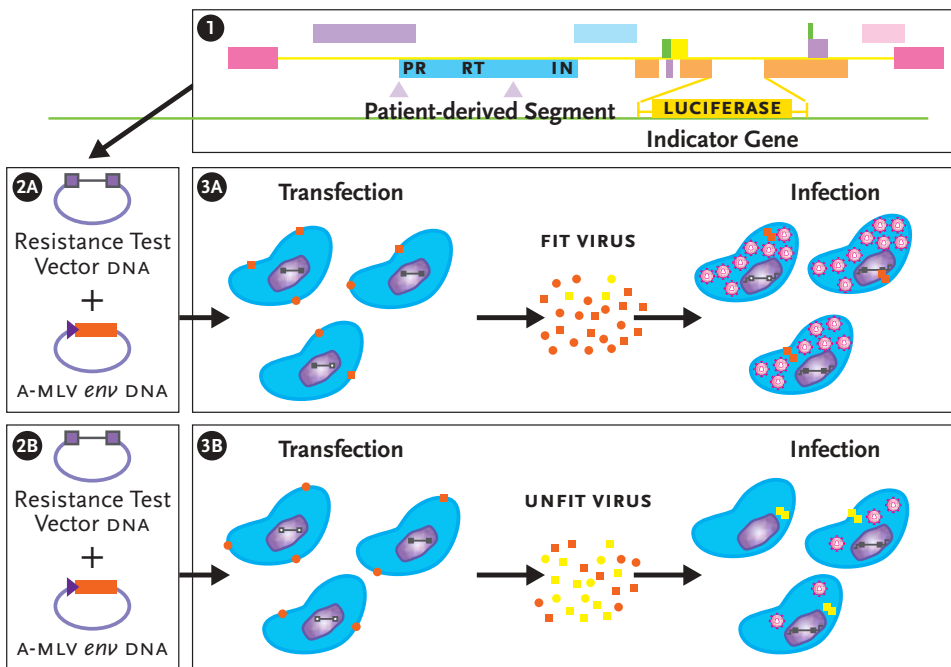 1
PR RT IN
Patient-derived Segment
LUCIFERASE
Indicator Gene
2A
Resistance Test
Vector DNA
+
A-MLV env DNA
3A
Transfection
Infection
FIT VIRUS
2B
Resistance Test
Vector DNA
+
A-MLV env DNA
3B
Transfection
Infection
UNFIT VIRUS